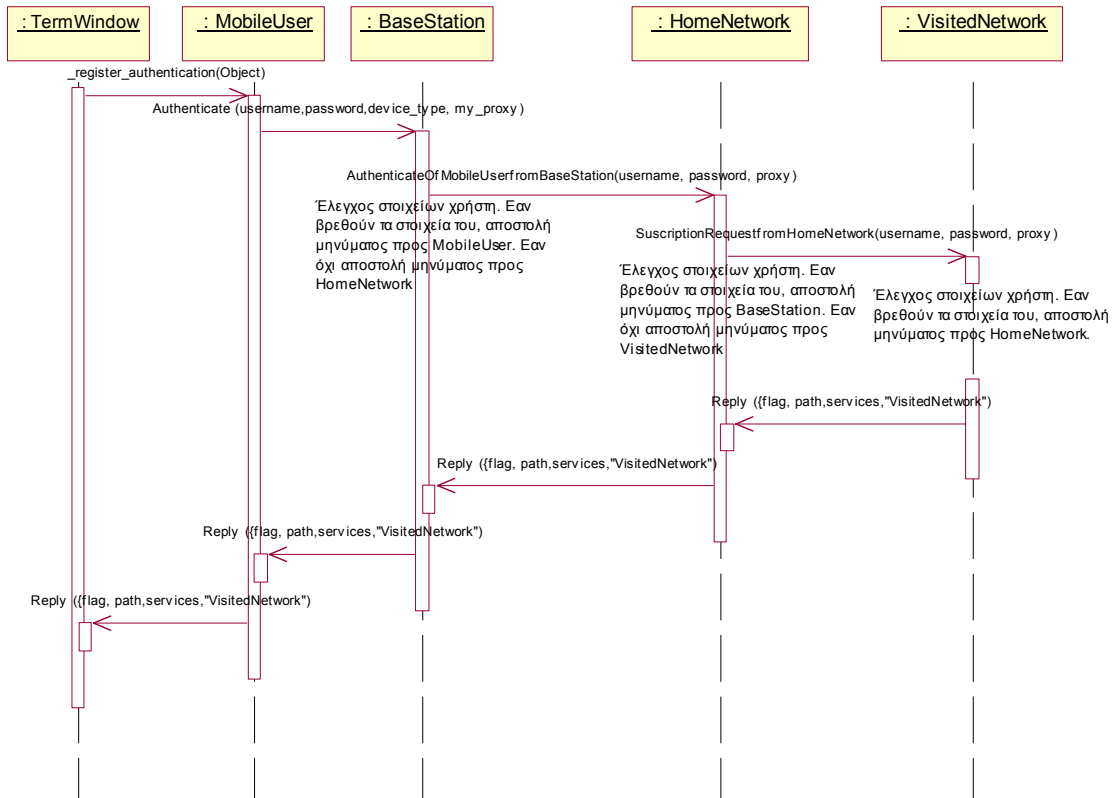 : TermWindow
: MobileUser
: BaseStation
: HomeNetwork
: VisitedNetwork
_register_authentication(Object)
Authenticate (username,password,device_type, my_proxy)
AuthenticateOfMobileUserfromBaseStation(username, password, proxy)
Έλεγχος στοιχείων χρήστη. Εαν
βρεθούν τα στοιχεία του, αποστολή
μηνύματος προς MobileUser. Εαν
όχι αποστολή μηνύματος προς
HomeNetwork
SuscriptionRequestfromHomeNetwork(username, password, proxy)
Έλεγχος στοιχείων χρήστη. Εαν
βρεθούν τα στοιχεία του, αποστολή
μηνύματος προς BaseStation. Εαν
όχι αποστολή μηνύματος προς
VisitedNetwork
Έλεγχος στοιχείων χρήστη. Εαν
βρεθούν τα στοιχεία του, αποστολή
μηνύματος προς HomeNetwork.
Reply ({flag, path,services,"VisitedNetwork")
Reply ({flag, path,services,"VisitedNetwork")
Reply ({flag, path,services,"VisitedNetwork")
Reply ({flag, path,services,"VisitedNetwork")